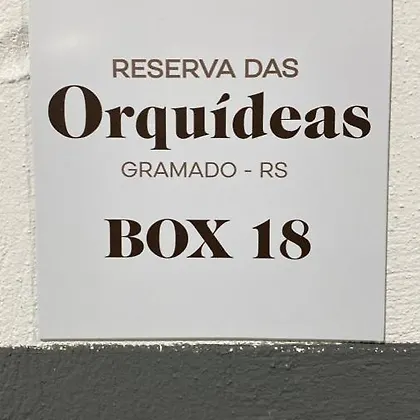 RESERVA DAS
Orquídeas
GRAMADO - RS
BOX 18